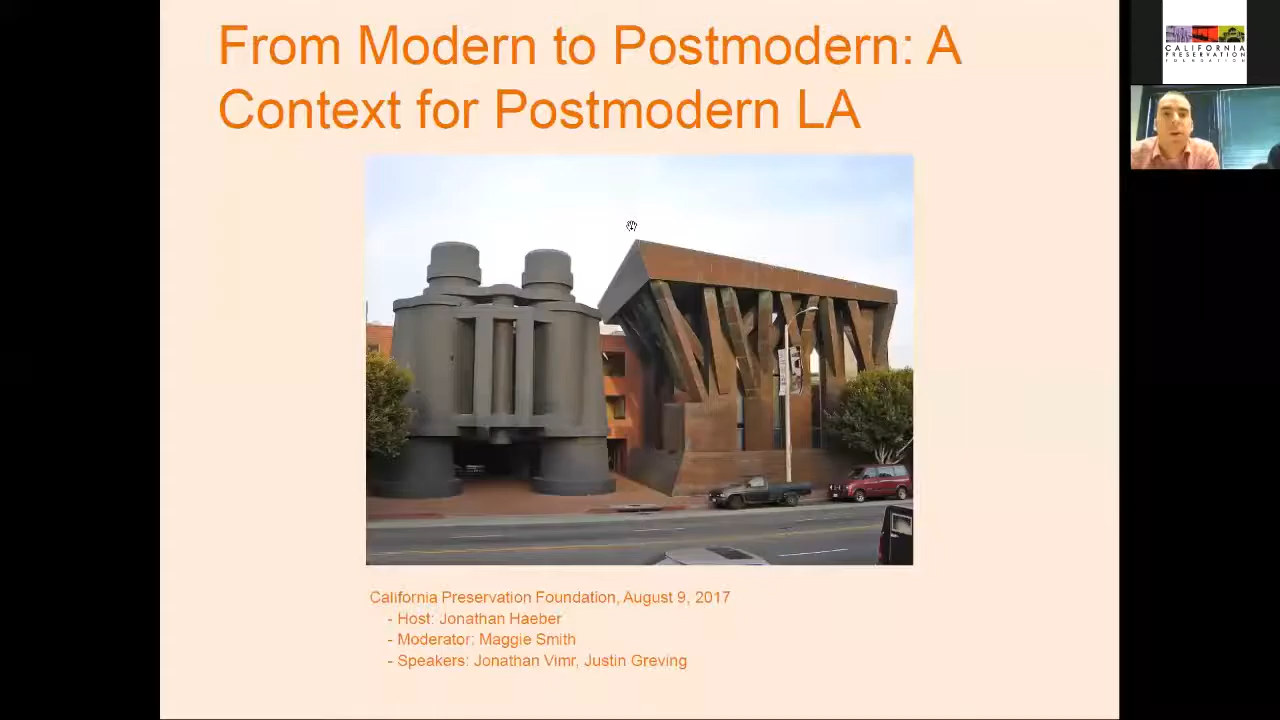 From Modern to Postmodern: A
Context for Postmodern LA
California Preservation Foundation, August 9, 2017
- Host: Jonathan Haeber
- Moderator: Maggie Smith
- Speakers: Jonathan Vimr, Justin Greving
CALIFORNIA
PRESERVATION
FOUNDATION